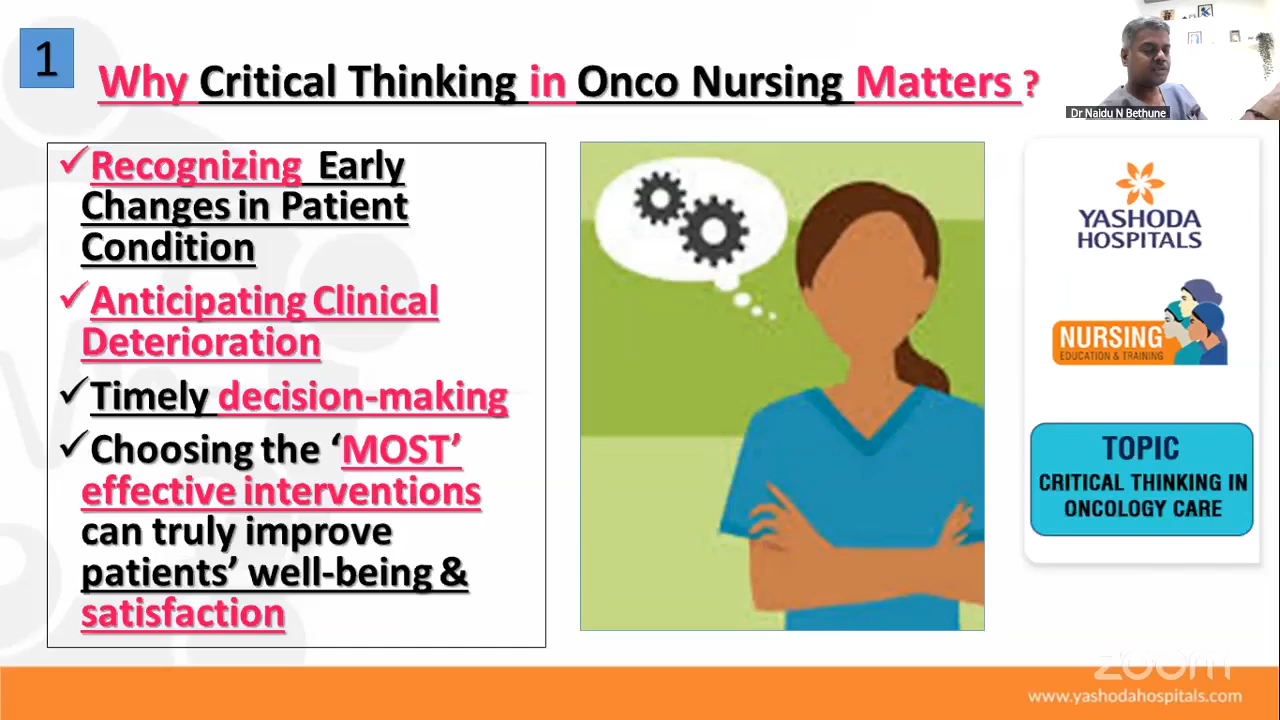 1
Why Critical Thinking in Onco Nursing Matters ?
Dr Naidu N Bethune
✓Recognizing Early
Changes in Patient
Condition
✓Anticipating Clinical
Deterioration
✓Timely decision-making
✓Choosing the ‘MOST’
effective interventions
can truly improve
patients’ well-being &
satisfaction
YASHODA
HOSPITALS
NURSING
EDUCATION & TRAINING
TOPIC
CRITICAL THINKING IN
ONCOLOGY CARE
zoom
www.yashodahospitals.com